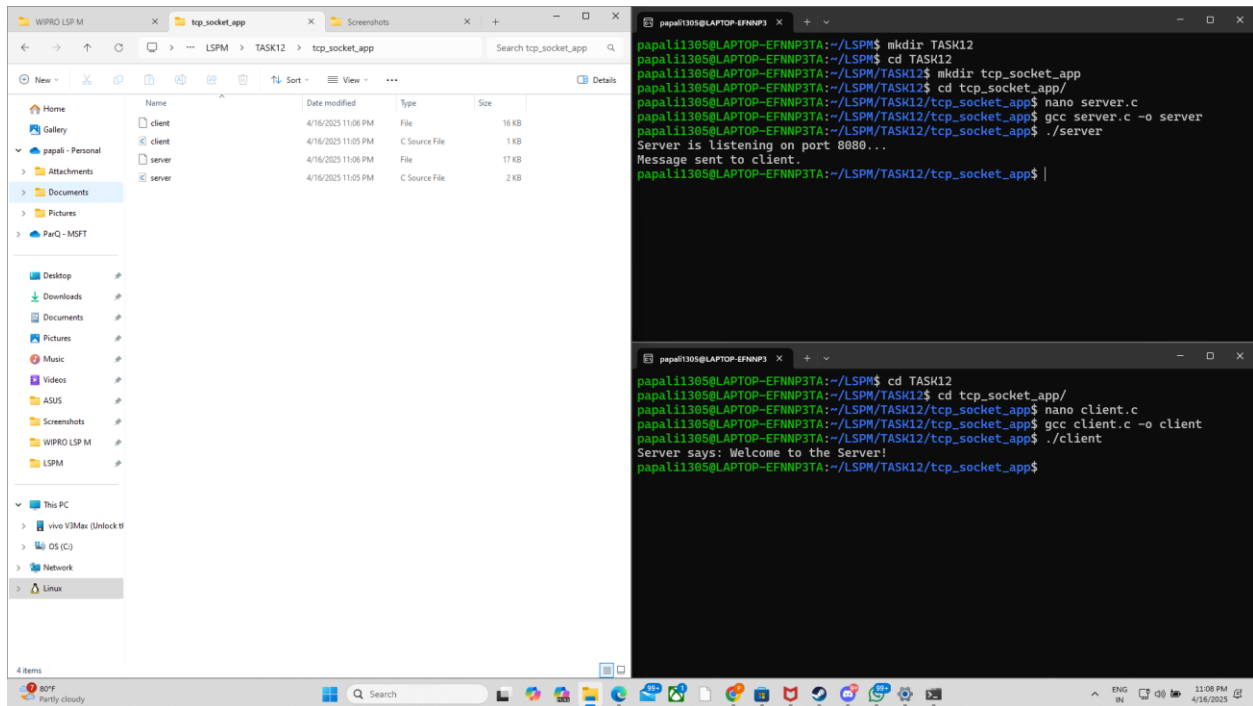 WIPRO LSP M
tcp_socket_app
Screenshots
LSPM > TASK12 > tcp_socket_app
Search tcp_socket_app
New
Sort
View
Details
Home
Gallery
papali - Personal
Attachments
Documents
Pictures
ParQ - MSFT
Desktop
Downloads
Documents
Pictures
Music
Videos
ASUS
Screenshots
WIPRO LSP M
LSPM
This PC
vivo V3Max (Unlock tl
OS (C:)
Network
Linux
Name Date modified Type Size
client 4/16/2025 11:06 PM File 16 KB
client 4/16/2025 11:05 PM C Source File 1 KB
server 4/16/2025 11:06 PM File 17 KB
server 4/16/2025 11:05 PM C Source File 2 KB
4 items
papali1305@LAPTOP-EFNNP3
papali1305@LAPTOP-EFNNP3TA:~/LSPM$ mkdir TASK12
papali1305@LAPTOP-EFNNP3TA:~/LSPM$ cd TASK12
papali1305@LAPTOP-EFNNP3TA:~/LSPM/TASK12$ mkdir tcp_socket_app
papali1305@LAPTOP-EFNNP3TA:~/LSPM/TASK12$ cd tcp_socket_app/
papali1305@LAPTOP-EFNNP3TA:~/LSPM/TASK12/tcp_socket_app$ nano server.c
papali1305@LAPTOP-EFNNP3TA:~/LSPM/TASK12/tcp_socket_app$ gcc server.c -o server
papali1305@LAPTOP-EFNNP3TA:~/LSPM/TASK12/tcp_socket_app$ ./server
Server is listening on port 8080...
Message sent to client.
papali1305@LAPTOP-EFNNP3TA:~/LSPM/TASK12/tcp_socket_app$
papali1305@LAPTOP-EFNNP3
papali1305@LAPTOP-EFNNP3TA:~/LSPM$ cd TASK12
papali1305@LAPTOP-EFNNP3TA:~/LSPM/TASK12$ cd tcp_socket_app/
papali1305@LAPTOP-EFNNP3TA:~/LSPM/TASK12/tcp_socket_app$ nano client.c
papali1305@LAPTOP-EFNNP3TA:~/LSPM/TASK12/tcp_socket_app$ gcc client.c -o client
papali1305@LAPTOP-EFNNP3TA:~/LSPM/TASK12/tcp_socket_app$ ./client
Server says: Welcome to the Server!
papali1305@LAPTOP-EFNNP3TA:~/LSPM/TASK12/tcp_socket_app$
7
80°F
Partly cloudy
Search
99+
99+
ENG
IN
11:08 PM
4/16/2025